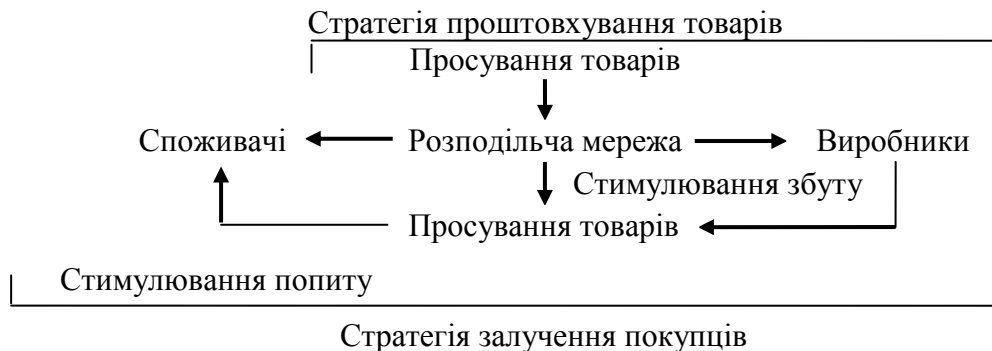 Стратегія проштовхування товарів
Просування товарів
Споживачі Розподільча мережа Виробники
Стимулювання збуту
Просування товарів
Стимулювання попиту
Стратегія залучення покупців